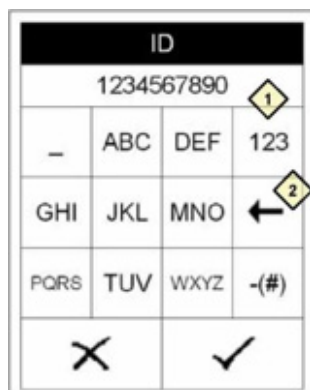 ID
1234567890
1
_ ABC DEF 123
2
GHI JKL MNO ←
PQRS TUV WXYZ -(#)